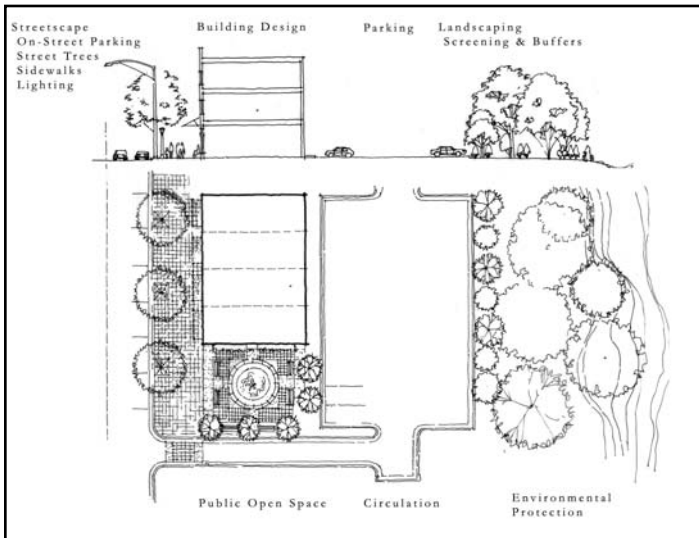 Streetscape
On-Street Parking
Street Trees
Sidewalks
Lighting
Building Design
Parking
Landscaping
Screening & Buffers
Public Open Space
Circulation
Environmental
Protection